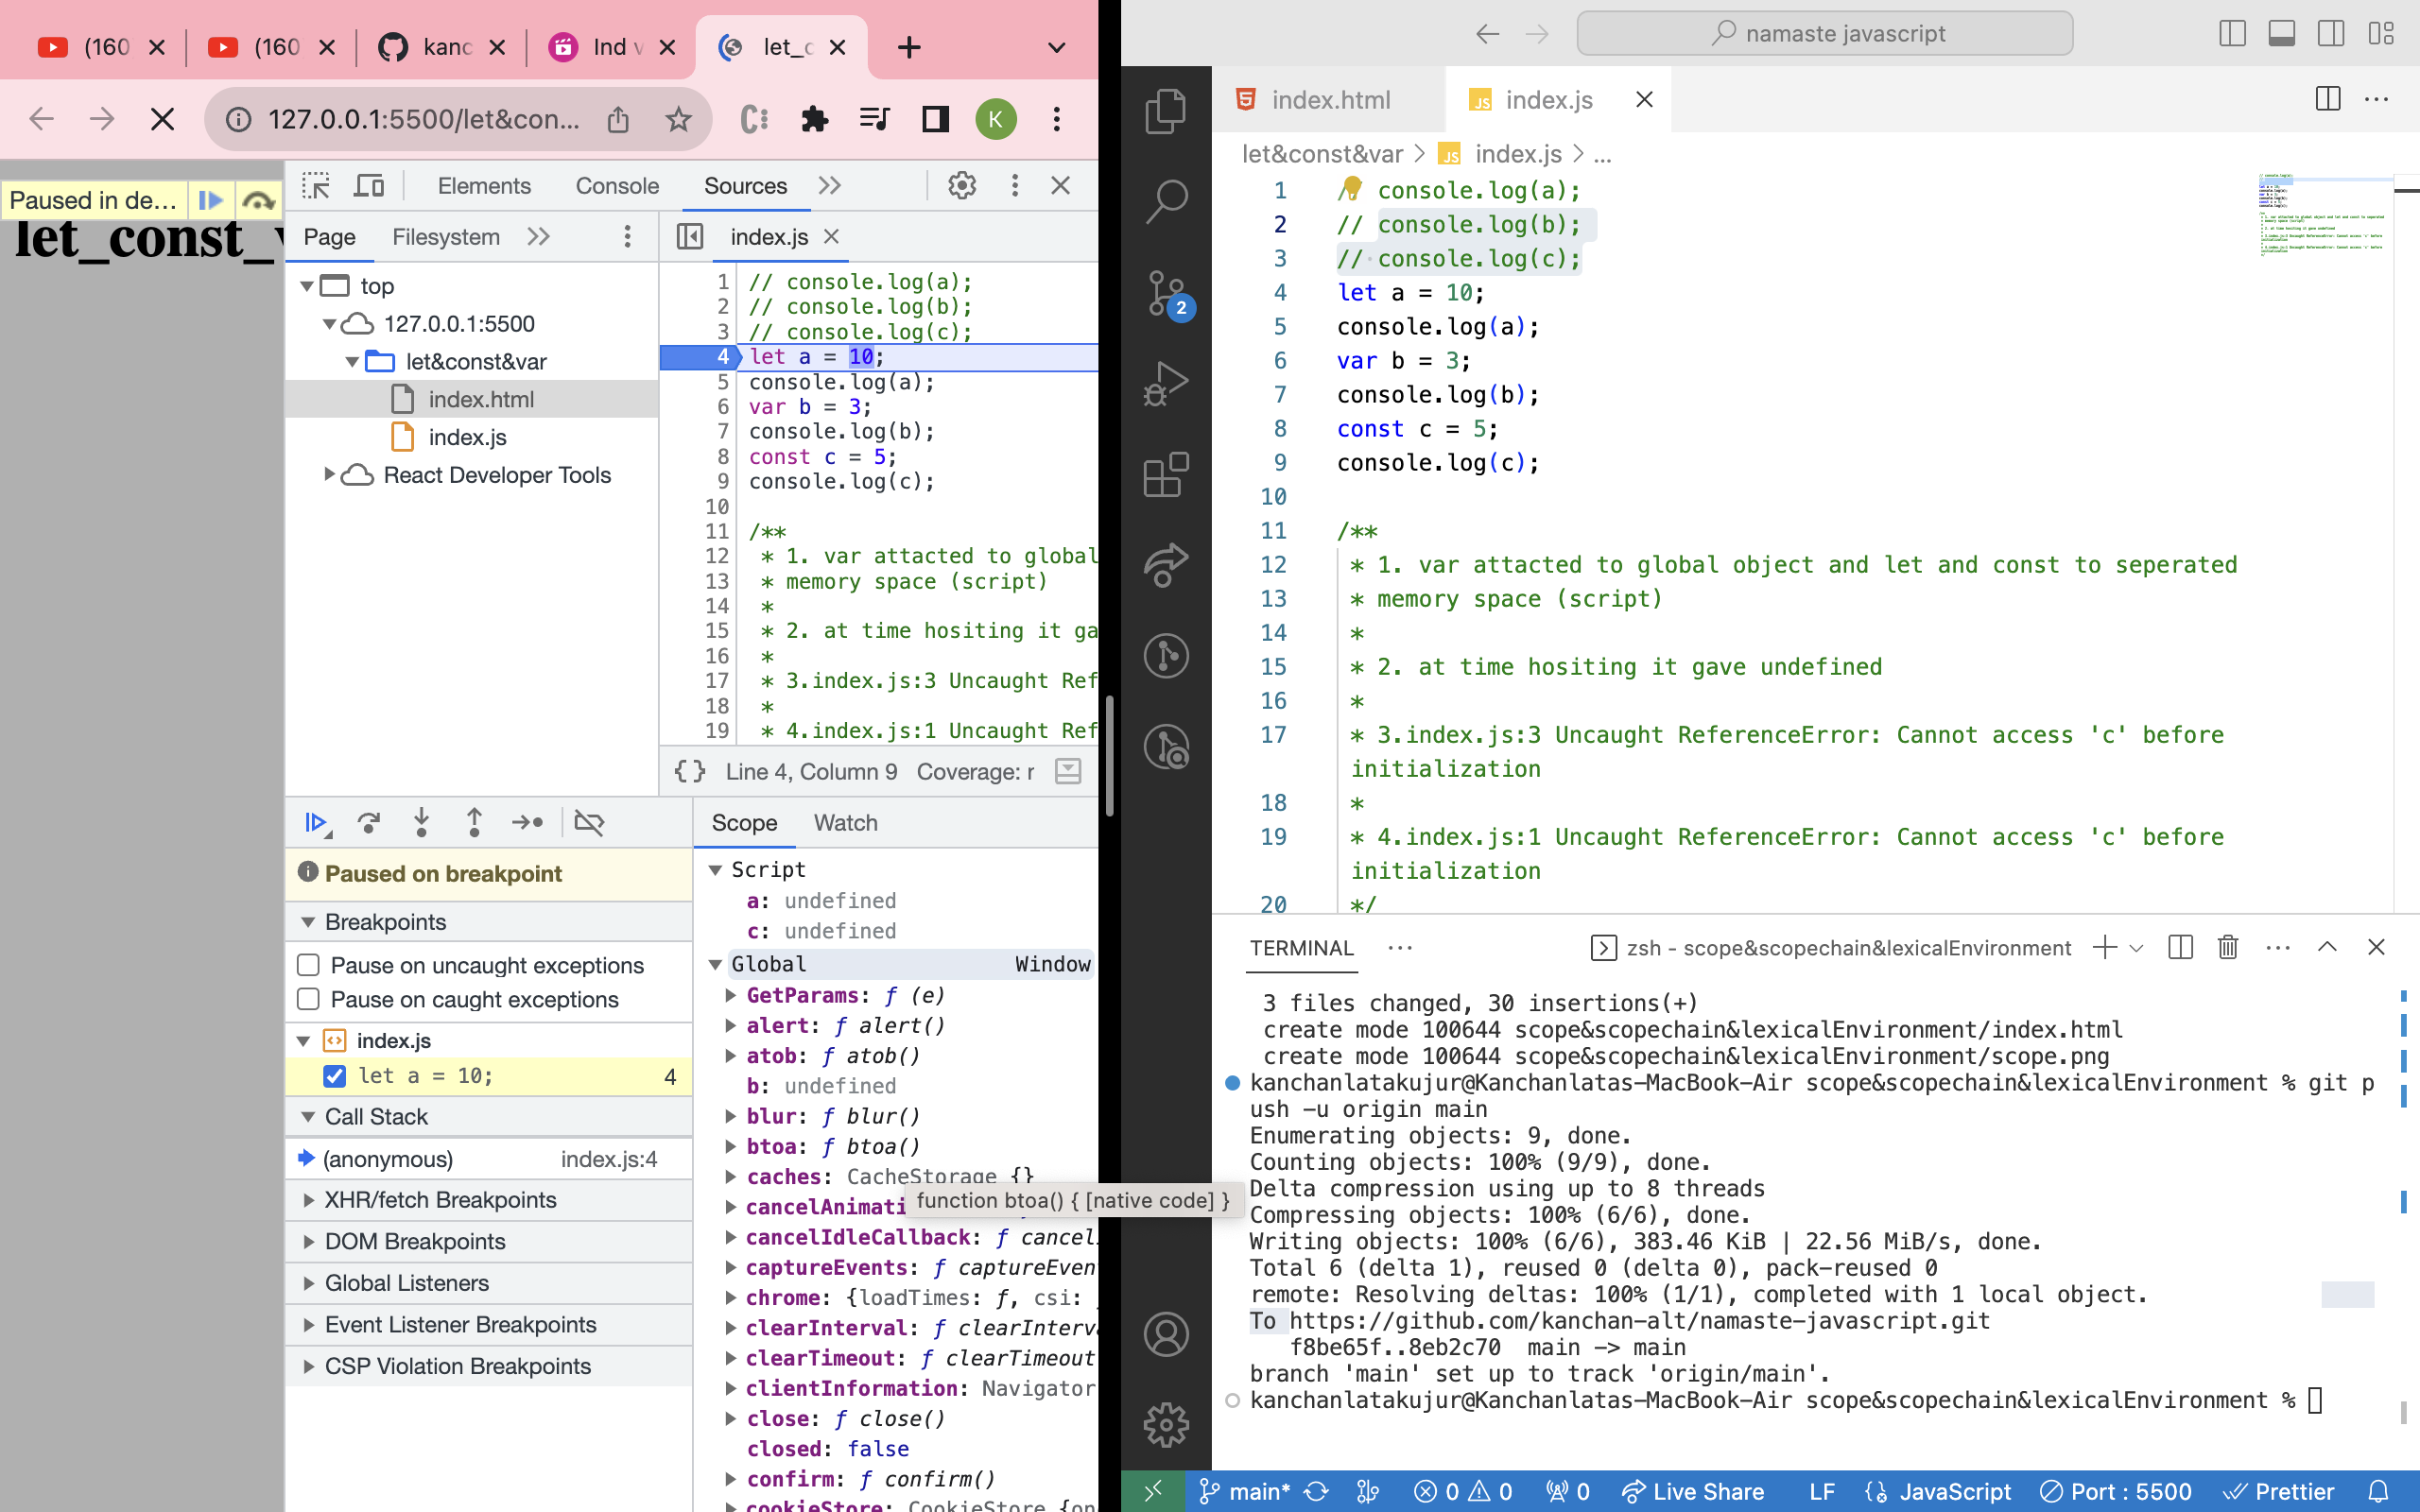 (160
(160
kanc
Ind v
let_c
127.0.0.1:5500/let&con...
K
Paused in de...
let_const_v
Elements
Console
Sources
Page
Filesystem
index.js
top
127.0.0.1:5500
let&const&var
index.html
index.js
React Developer Tools
1 // console.log(a);
2 // console.log(b);
3 // console.log(c);
4 let a = 10;
5 console.log(a);
6 var b = 3;
7 console.log(b);
8 const c = 5;
9 console.log(c);
10
11 /**
12 * 1. var attacted to global
13 * memory space (script)
14 *
15 * 2. at time hositing it ga
16 *
17 * 3.index.js:3 Uncaught Ref
18 *
19 * 4.index.js:1 Uncaught Ref
{} Line 4, Column 9 Coverage: r
Paused on breakpoint
Breakpoints
Pause on uncaught exceptions
Pause on caught exceptions
index.js
let a = 10; 4
Call Stack
(anonymous) index.js:4
XHR/fetch Breakpoints
DOM Breakpoints
Global Listeners
Event Listener Breakpoints
CSP Violation Breakpoints
Scope
Watch
Script
a: undefined
c: undefined
Global Window
GetParams: ƒ (e)
alert: ƒ alert()
atob: ƒ atob()
b: undefined
blur: ƒ blur()
btoa: ƒ btoa()
caches: CacheStorage {}
cancelAnimati
function btoa() { [native code] }
cancelIdleCallback: ƒ cancel
captureEvents: ƒ captureEven
chrome: {loadTimes: ƒ, csi:
clearInterval: ƒ clearInterv
clearTimeout: ƒ clearTimeout
clientInformation: Navigator
close: ƒ close()
closed: false
confirm: ƒ confirm()
cookieStore: CookieStore {on
namaste javascript
index.html
JS index.js
let&const&var > JS index.js > ...
1 // console.log(a);
2 // console.log(b);
3 // console.log(c);
4 let a = 10;
5 console.log(a);
6 var b = 3;
7 console.log(b);
8 const c = 5;
9 console.log(c);
10
11 /**
12 * 1. var attacted to global object and let and const to seperated
13 * memory space (script)
14 *
15 * 2. at time hositing it gave undefined
16 *
17 * 3.index.js:3 Uncaught ReferenceError: Cannot access 'c' before
initialization
18 *
19 * 4.index.js:1 Uncaught ReferenceError: Cannot access 'c' before
initialization
20 */
2
TERMINAL
zsh - scope&scopechain&lexicalEnvironment
3 files changed, 30 insertions(+)
create mode 100644 scope&scopechain&lexicalEnvironment/index.html
create mode 100644 scope&scopechain&lexicalEnvironment/scope.png
kanchanlatakujur@Kanchanlatas-MacBook-Air scope&scopechain&lexicalEnvironment % git p
ush -u origin main
Enumerating objects: 9, done.
Counting objects: 100% (9/9), done.
Delta compression using up to 8 threads
Compressing objects: 100% (6/6), done.
Writing objects: 100% (6/6), 383.46 KiB | 22.56 MiB/s, done.
Total 6 (delta 1), reused 0 (delta 0), pack-reused 0
remote: Resolving deltas: 100% (1/1), completed with 1 local object.
To https://github.com/kanchan-alt/namaste-javascript.git
f8be65f..8eb2c70 main -> main
branch 'main' set up to track 'origin/main'.
kanchanlatakujur@Kanchanlatas-MacBook-Air scope&scopechain&lexicalEnvironment %
main* 0 0 0 Live Share LF JavaScript Port : 5500 Prettier